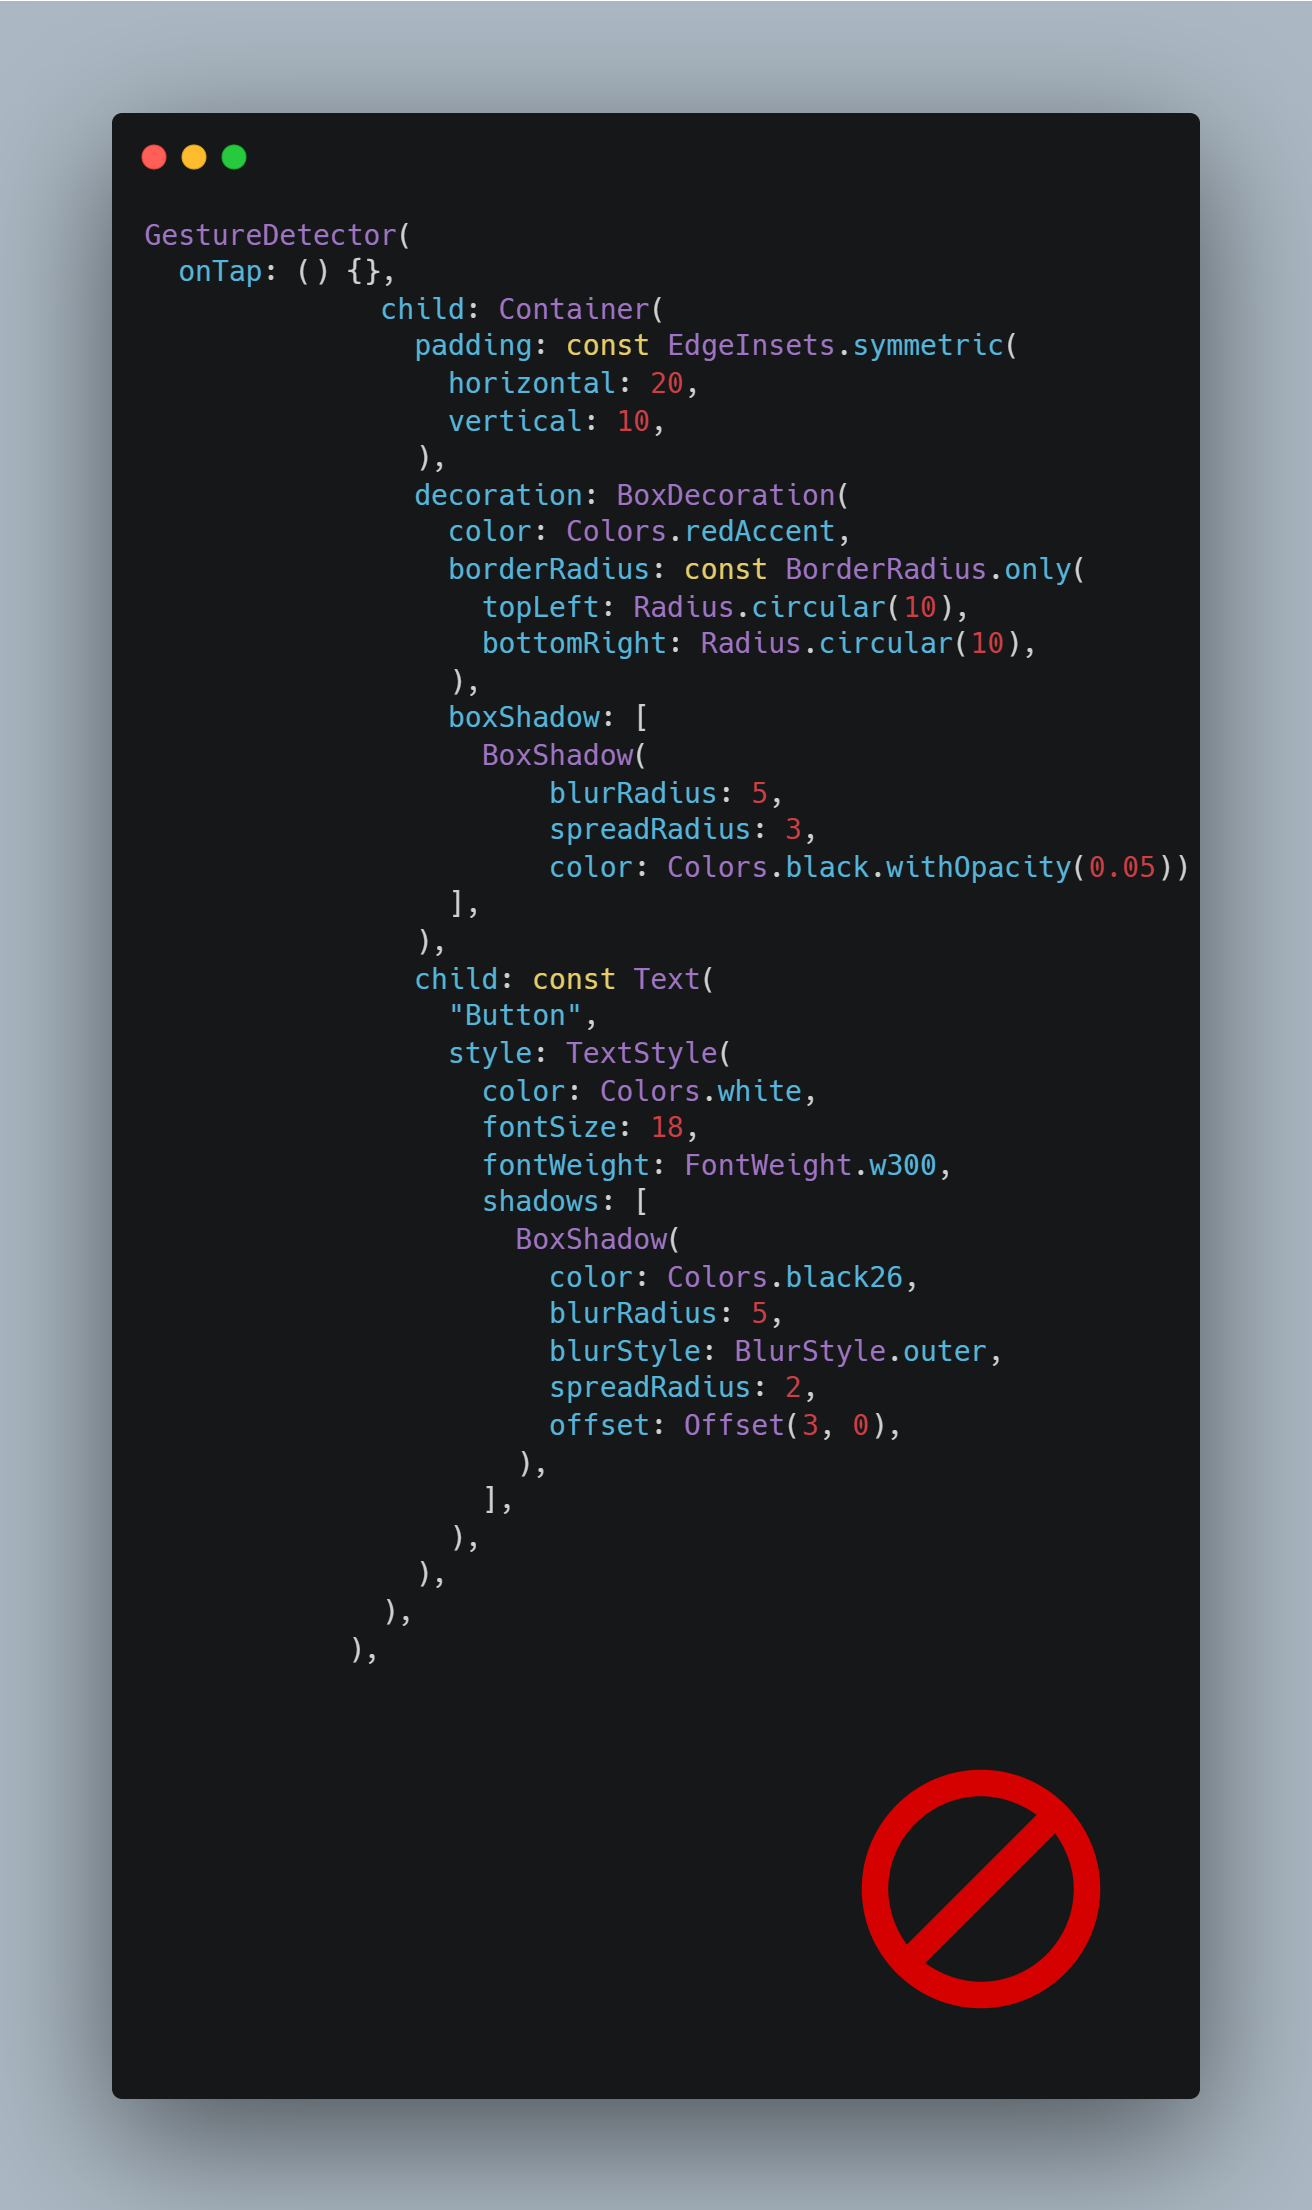 GestureDetector(
  onTap: () {},
              child: Container(
                padding: const EdgeInsets.symmetric(
                  horizontal: 20,
                  vertical: 10,
                ),
                decoration: BoxDecoration(
                  color: Colors.redAccent,
                  borderRadius: const BorderRadius.only(
                    topLeft: Radius.circular(10),
                    bottomRight: Radius.circular(10),
                  ),
                  boxShadow: [
                    BoxShadow(
                        blurRadius: 5,
                        spreadRadius: 3,
                        color: Colors.black.withOpacity(0.05))
                  ],
                ),
                child: const Text(
                  "Button",
                  style: TextStyle(
                    color: Colors.white,
                    fontSize: 18,
                    fontWeight: FontWeight.w300,
                    shadows: [
                      BoxShadow(
                        color: Colors.black26,
                        blurRadius: 5,
                        blurStyle: BlurStyle.outer,
                        spreadRadius: 2,
                        offset: Offset(3, 0),
                      ),
                    ],
                  ),
                ),
              ),
            ),